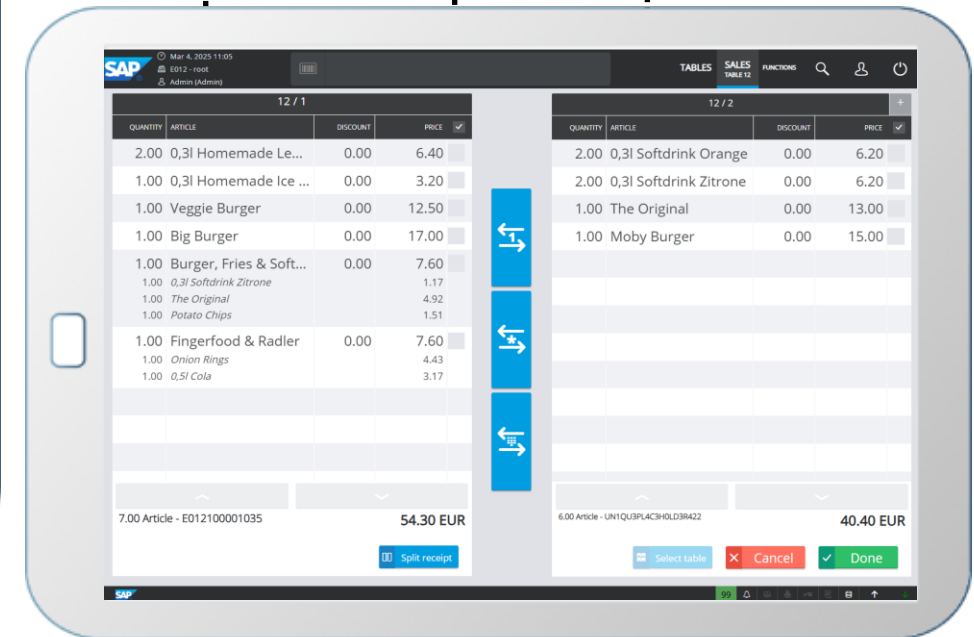 SAP
Mar 4, 2025 11:05
E012 - root
Admin (Admin)
TABLES
SALES
TABLE 12
FUNCTIONS
12 / 1
QUANTITY ARTICLE DISCOUNT PRICE
2.00 0,3l Homemade Le... 0.00 6.40
1.00 0,3l Homemade Ice ... 0.00 3.20
1.00 Veggie Burger 0.00 12.50
1.00 Big Burger 0.00 17.00
1.00 Burger, Fries & Soft... 0.00 7.60
1.00 0,3l Softdrink Zitrone 1.17
1.00 The Original 4.92
1.00 Potato Chips 1.51
1.00 Fingerfood & Radler 0.00 7.60
1.00 Onion Rings 4.43
1.00 0,5l Cola 3.17
7.00 Article - E012100001035 54.30 EUR
Split receipt
1
*
12 / 2 +
QUANTITY ARTICLE DISCOUNT PRICE
2.00 0,3l Softdrink Orange 0.00 6.20
2.00 0,3l Softdrink Zitrone 0.00 6.20
1.00 The Original 0.00 13.00
1.00 Moby Burger 0.00 15.00
6.00 Article - UN1QU3PL4C3H0LD3R422 40.40 EUR
Select table
Cancel
Done
SAP
99